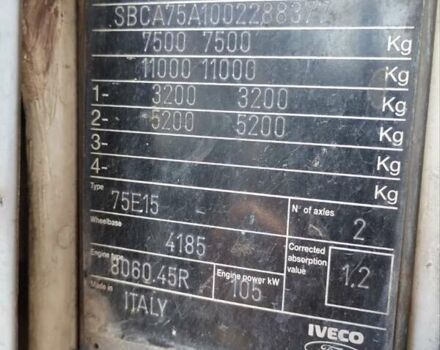 7500 7500 Kg
11000 11000 Kg
1- 3200 3200 Kg
2- 5200 5200 Kg
3- Kg
4- Kg
Type 75E15
N° of axles 2
Wheelbase 4185
Corrected absorption value 1.2
Engine type 8060.45R
Engine power kW 105
Made in ITALY
IVECO
Ford